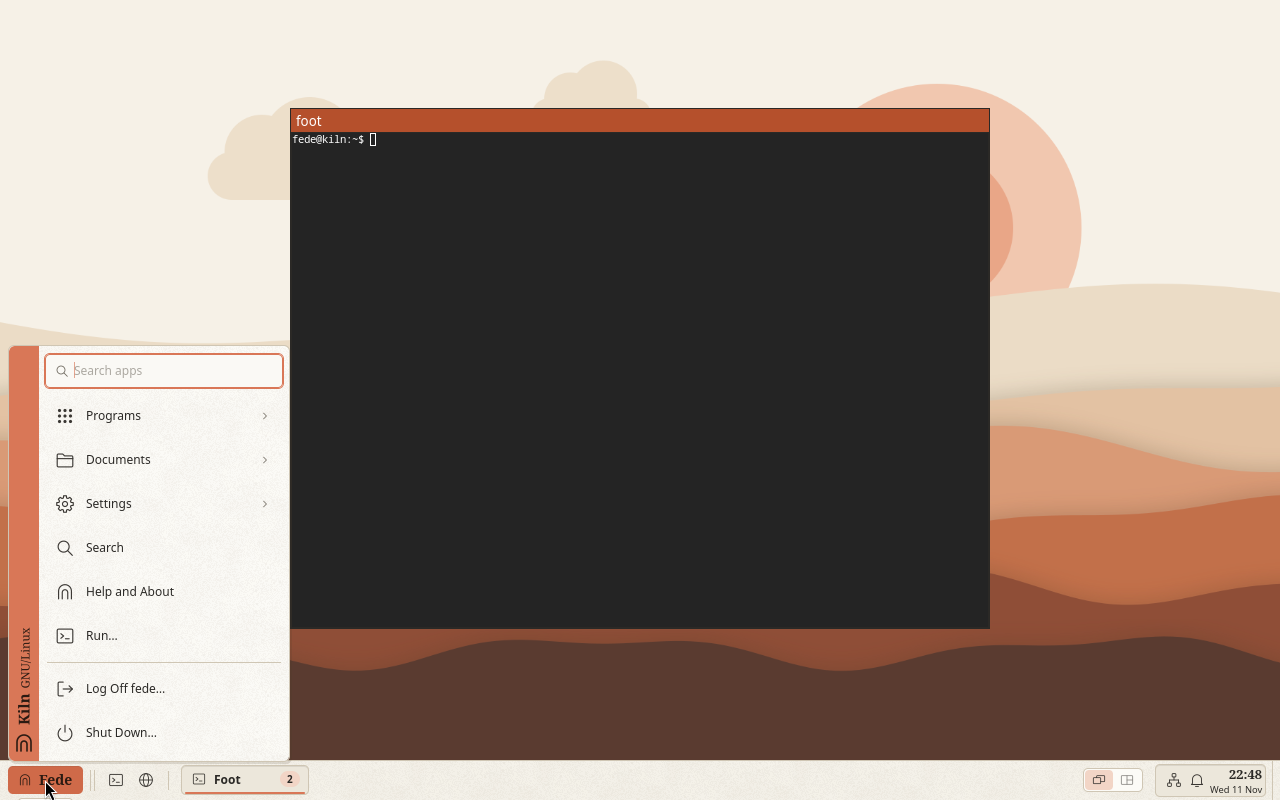 foot
fede@kiln:~$
Search apps
Programs
Documents
Settings
Search
Help and About
Run...
Log Off fede...
Shut Down...
Kiln GNU/Linux
Fede
Foot 2
22:48
Wed 11 Nov